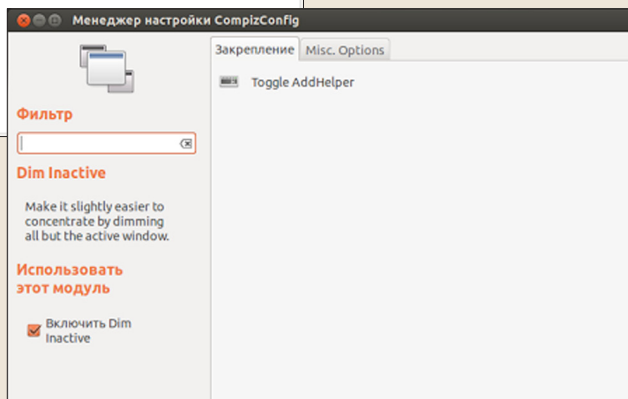 Менеджер настройки CompizConfig
Закрепление Misc. Options
Toggle AddHelper
Фильтр
Dim Inactive
Make it slightly easier to
concentrate by dimming
all but the active window.
Использовать
этот модуль
Включить Dim
Inactive